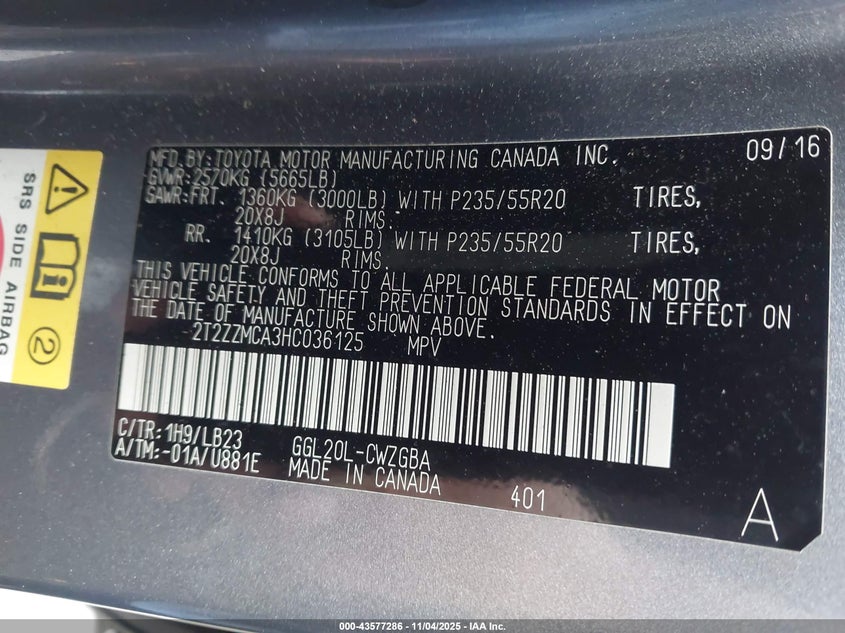 MFD. BY: TOYOTA MOTOR MANUFACTURING CANADA INC. 09/16
GVWR: 2570KG (5665LB)
GAWR: FRT. 1360KG (3000LB) WITH P235/55R20 TIRES,
20X8J RIMS.
RR. 1410KG (3105LB) WITH P235/55R20 TIRES,
20X8J RIMS.
THIS VEHICLE CONFORMS TO ALL APPLICABLE FEDERAL MOTOR
VEHICLE SAFETY AND THEFT PREVENTION STANDARDS IN EFFECT ON
THE DATE OF MANUFACTURE SHOWN ABOVE.
2T2ZZMCA3HC036125 MPV
C/TR: 1H9/LB23 GGL20L-CWZGBA
A/TM: -01A/U881E MADE IN CANADA 401
A
SRS SIDE AIRBAG
2
000-43577286 - 11/04/2025 - IAA Inc.